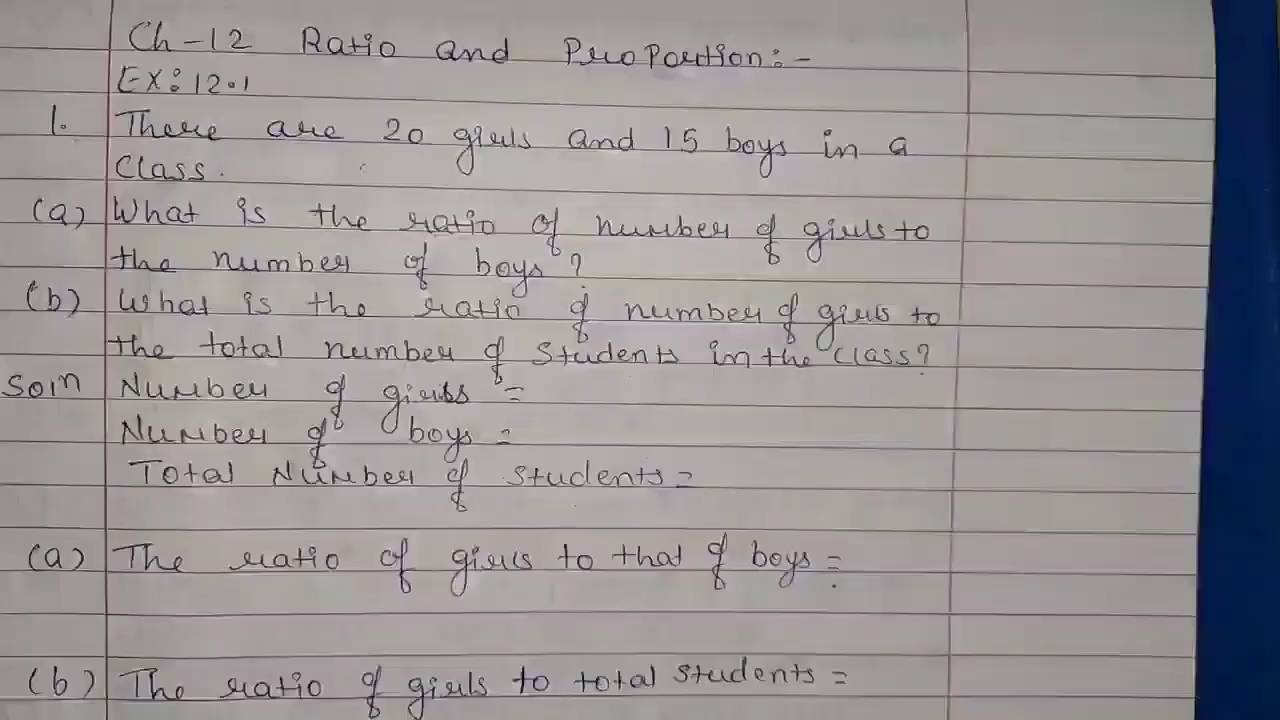 Ch-12 Ratio and Proportion:-
Ex: 12.1
1. There are 20 girls and 15 boys in a
Class.
(a) What is the ratio of number of girls to
the number of boys?
(b) What is the ratio of number of girls to
the total number of students in the class?
Soln Number of girls =
Number of boys =
Total Number of students =
(a) The ratio of girls to that of boys =
(b) The ratio of girls to total students =